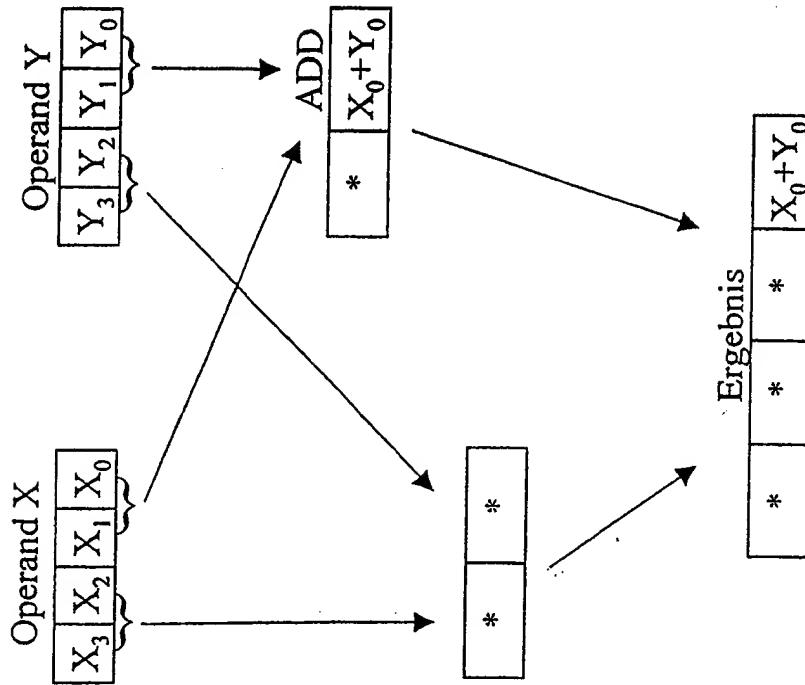 Operand X
X₃ X₂ X₁ X₀
Operand Y
Y₃ Y₂ Y₁ Y₀
ADD
* X₀+Y₀
* *
Ergebnis
* * * X₀+Y₀